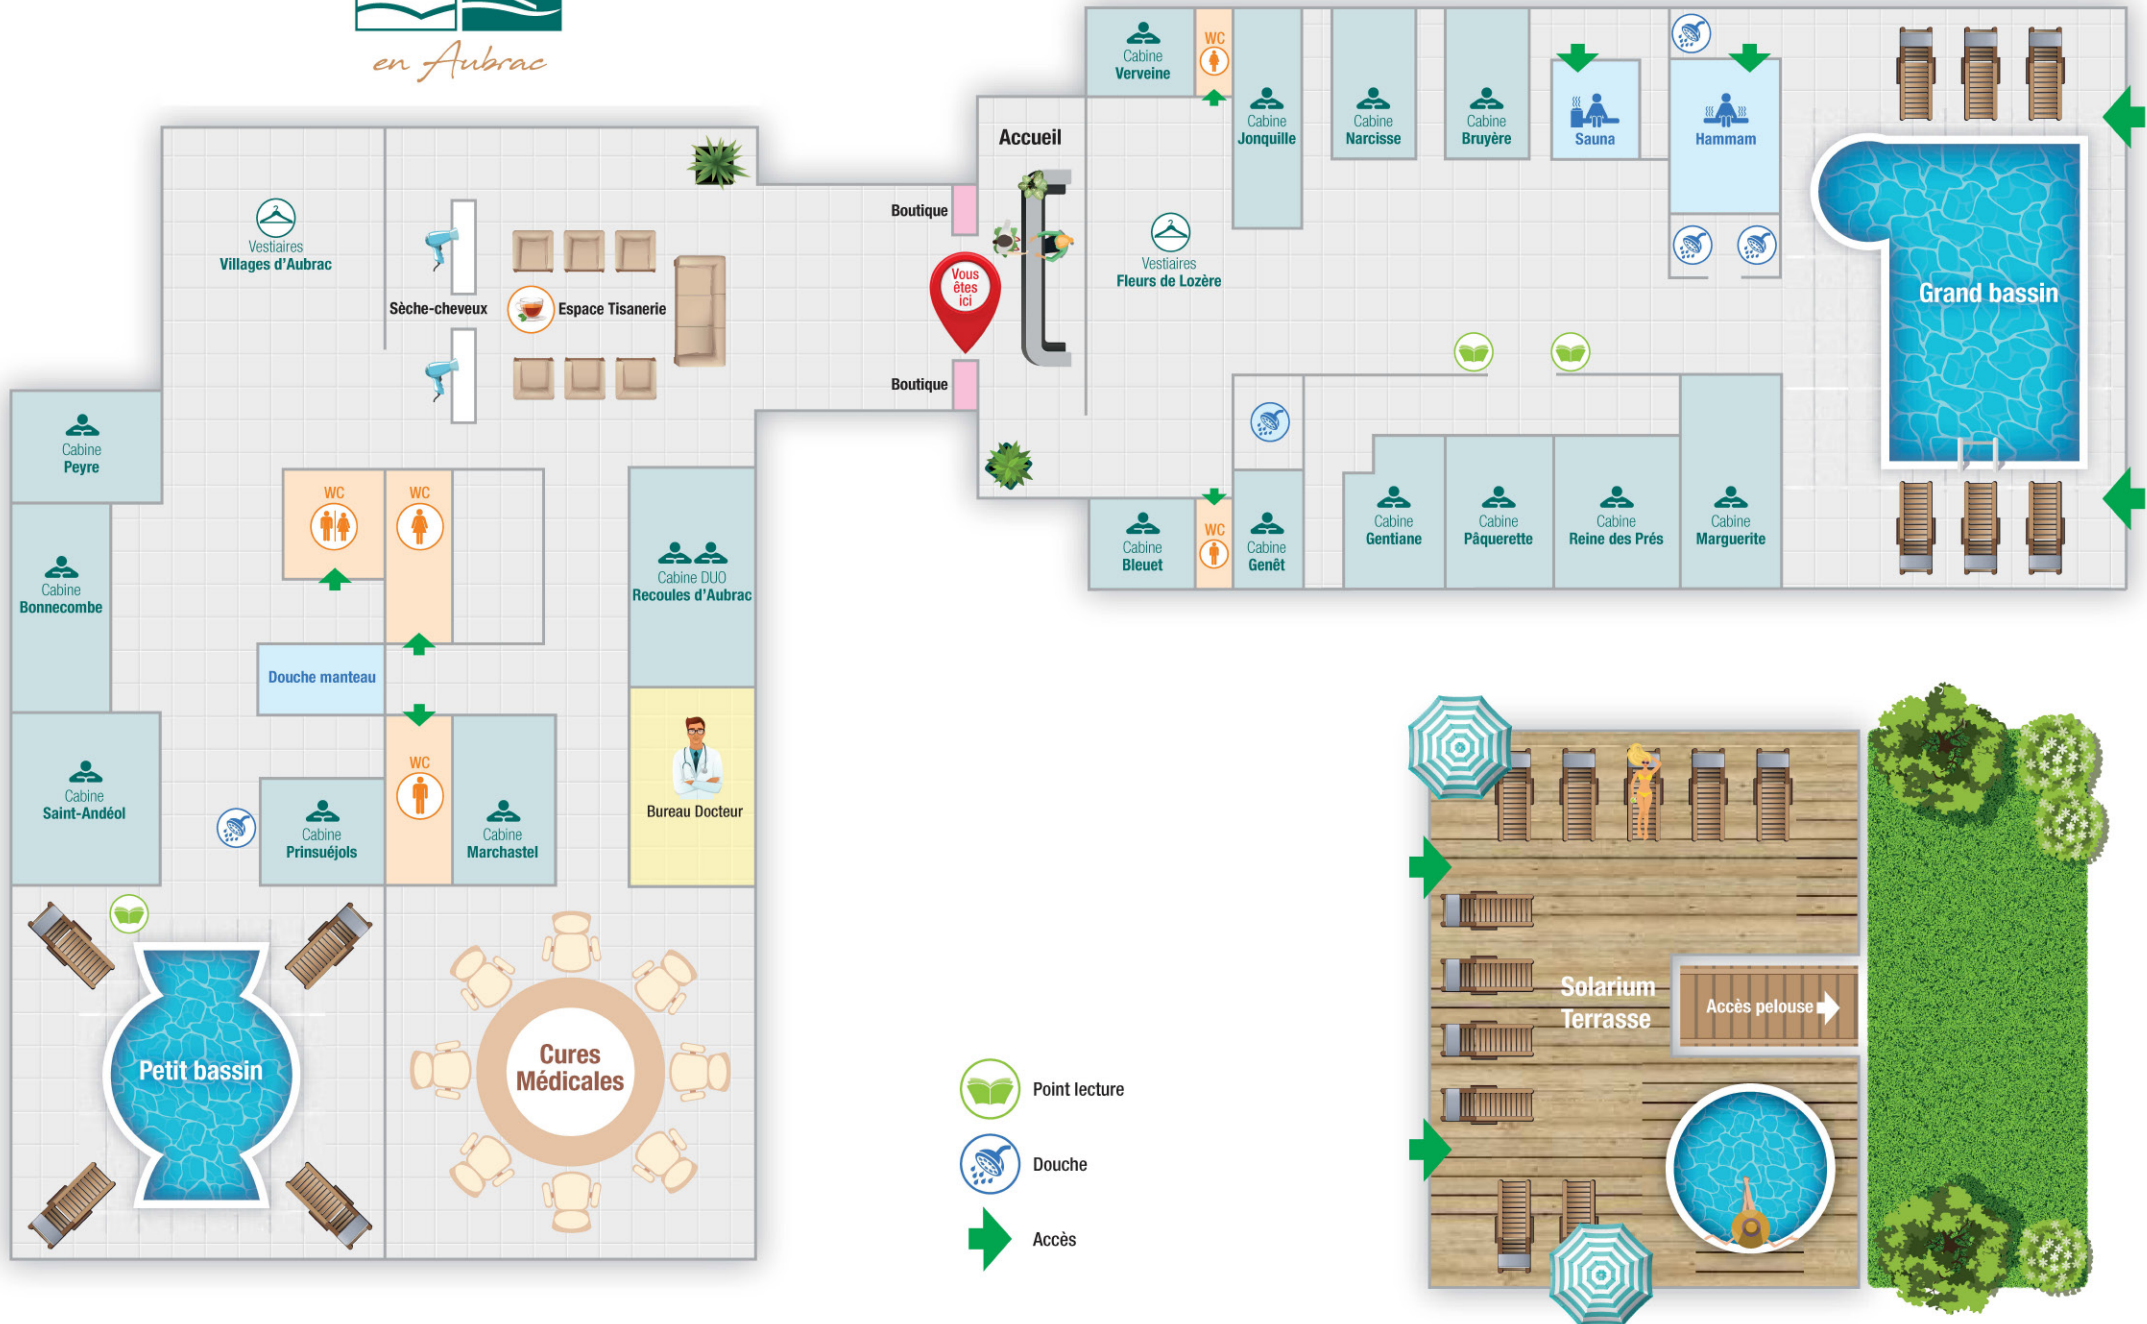 en Aubrac
Vestiaires
Villages d'Aubrac
Sèche-cheveux
Espace Tisanerie
Boutique
Boutique
Vous
êtes
ici
Accueil
Cabine
Verveine
WC
Vestiaires
Fleurs de Lozère
Cabine
Jonquille
Cabine
Narcisse
Cabine
Bruyère
Sauna
Hammam
Grand bassin
Cabine
Bleuet
WC
Cabine
Genêt
Cabine
Gentiane
Cabine
Pâquerette
Cabine
Reine des Prés
Cabine
Marguerite
Cabine
Peyre
Cabine
Bonnecombe
Cabine
Saint-Andéol
WC
WC
Douche manteau
Cabine
Prinsuéjols
WC
Cabine
Marchastel
Cabine DUO
Recoules d'Aubrac
Bureau Docteur
Petit bassin
Cures
Médicales
Point lecture
Douche
Accès
Solarium
Terrasse
Accès pelouse